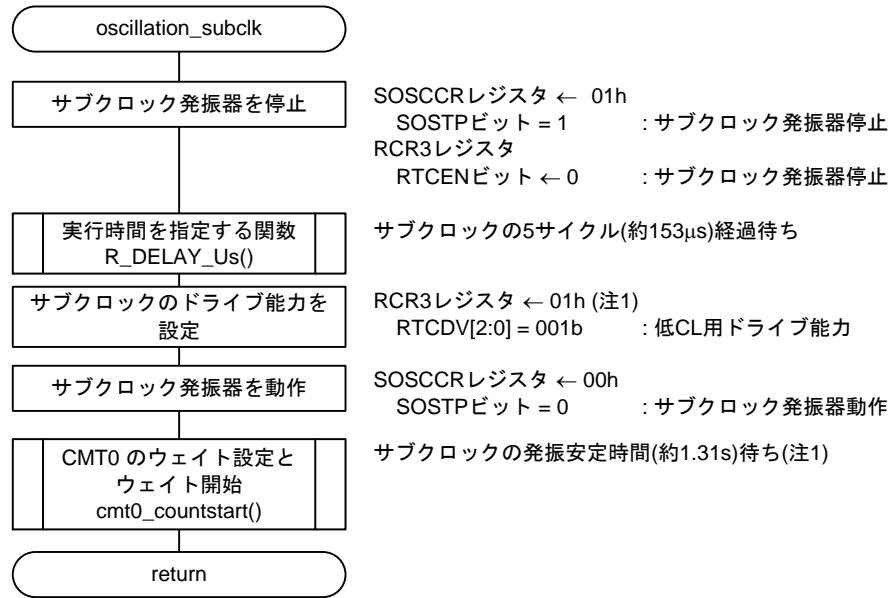 oscillation_subclk
サブクロック発振器を停止
SOSCCRレジスタ ← 01h
SOSTPビット = 1 : サブクロック発振器停止
RCR3レジスタ
RTCENビット ← 0 : サブクロック発振器停止
実行時間を指定する関数
R_DELAY_Us()
サブクロックの5サイクル(約153μs)経過待ち
サブクロックのドライブ能力を
設定
RCR3レジスタ ← 01h (注1)
RTCDV[2:0] = 001b : 低CL用ドライブ能力
サブクロック発振器を動作
SOSCCRレジスタ ← 00h
SOSTPビット = 0 : サブクロック発振器動作
CMT0 のウェイト設定と
ウェイト開始
cmt0_countstart()
サブクロックの発振安定時間(約1.31s)待ち(注1)
return